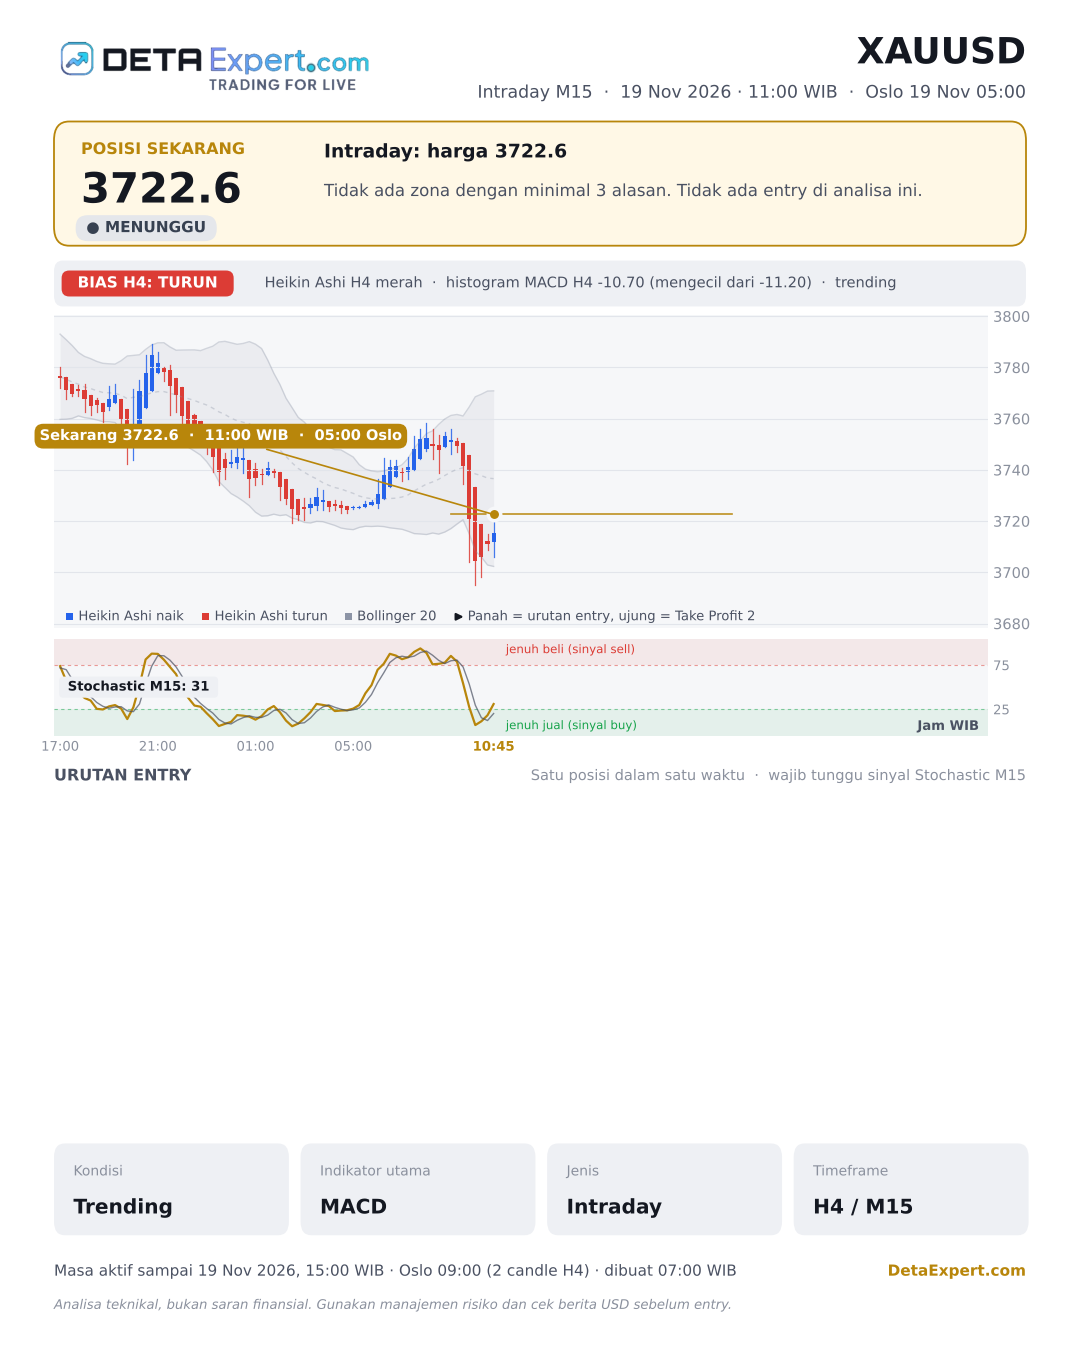 DETA Expert.com
TRADING FOR LIVE
XAUUSD
Intraday M15 · 19 Nov 2026 · 11:00 WIB · Oslo 19 Nov 05:00
POSISI SEKARANG
3722.6
● MENUNGGU
Intraday: harga 3722.6
Tidak ada zona dengan minimal 3 alasan. Tidak ada entry di analisa ini.
BIAS H4: TURUN
Heikin Ashi H4 merah · histogram MACD H4 -10.70 (mengecil dari -11.20) · trending
3800
3780
3760
3740
3720
3700
3680
Sekarang 3722.6 · 11:00 WIB · 05:00 Oslo
Heikin Ashi naik
Heikin Ashi turun
Bollinger 20
Panah = urutan entry, ujung = Take Profit 2
jenuh beli (sinyal sell)
75
Stochastic M15: 31
25
jenuh jual (sinyal buy)
Jam WIB
17:00 21:00 01:00 05:00 10:45
URUTAN ENTRY
Satu posisi dalam satu waktu · wajib tunggu sinyal Stochastic M15
Kondisi
Trending
Indikator utama
MACD
Jenis
Intraday
Timeframe
H4 / M15
Masa aktif sampai 19 Nov 2026, 15:00 WIB · Oslo 09:00 (2 candle H4) · dibuat 07:00 WIB
DetaExpert.com
Analisa teknikal, bukan saran finansial. Gunakan manajemen risiko dan cek berita USD sebelum entry.